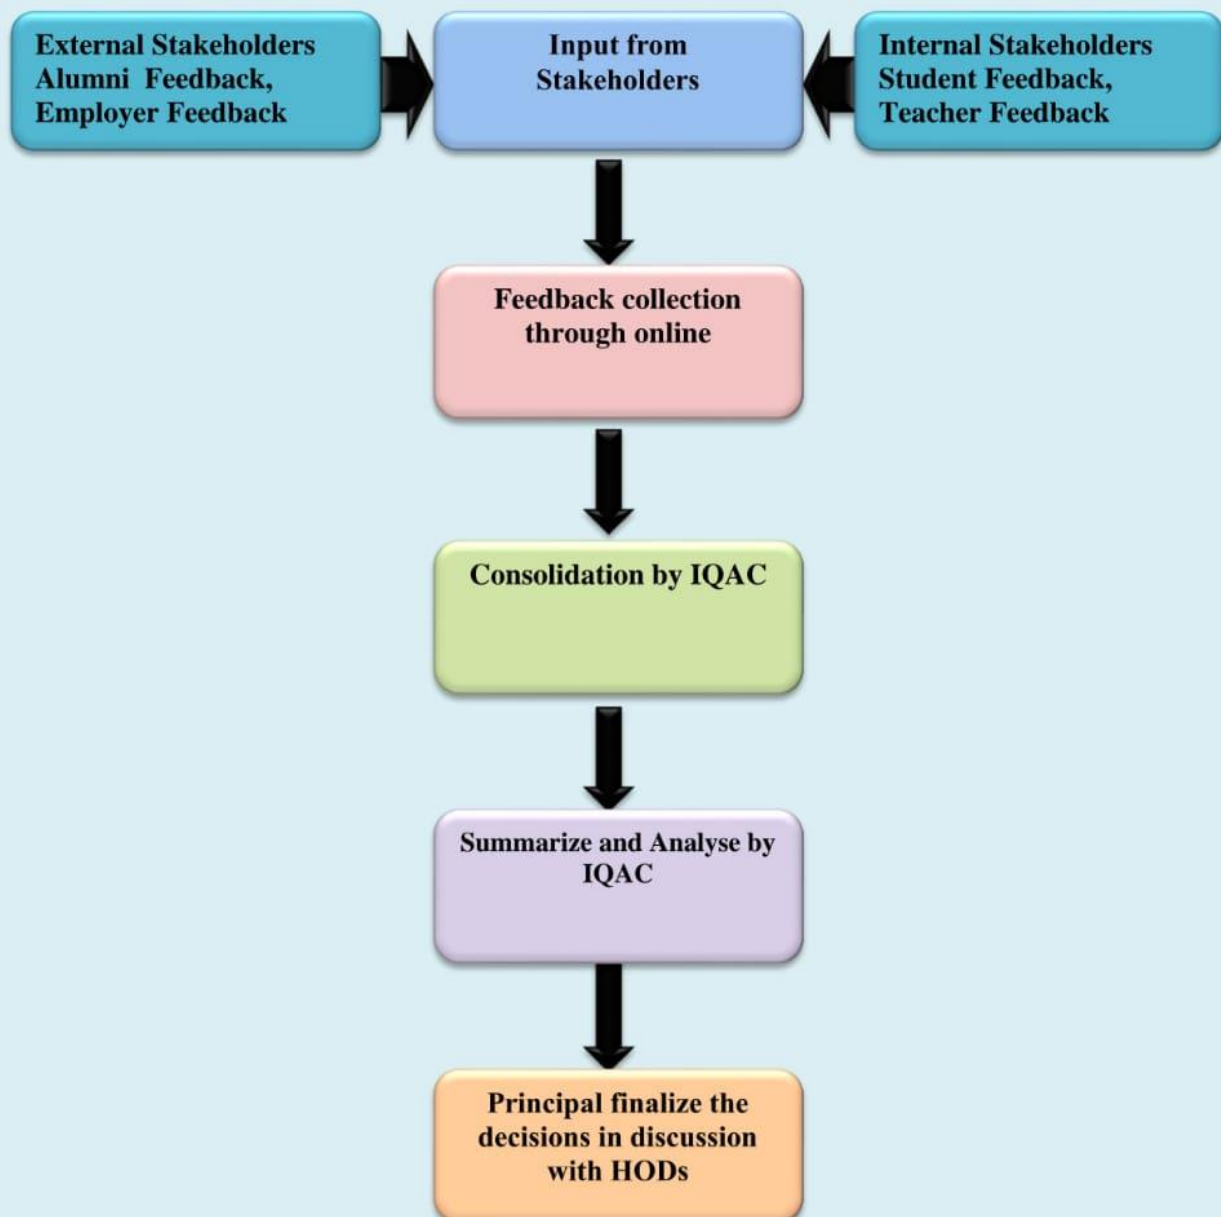 External Stakeholders
Alumni Feedback,
Employer Feedback
Input from
Stakeholders
Internal Stakeholders
Student Feedback,
Teacher Feedback
Feedback collection
through online
Consolidation by IQAC
Summarize and Analyse by
IQAC
Principal finalize the
decisions in discussion
with HODs